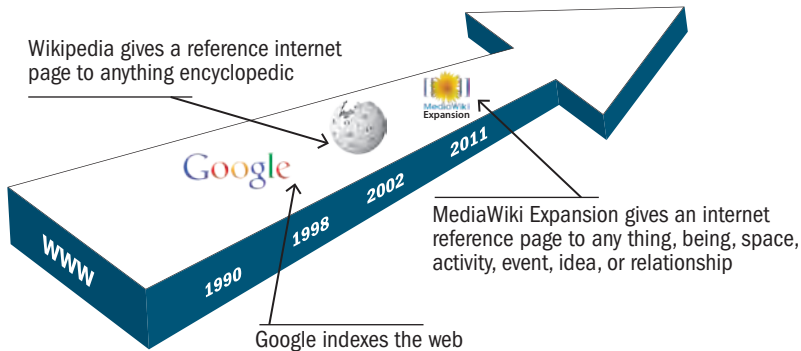 Wikipedia gives a reference internet
page to anything encyclopedic
MediaWiki
Expansion
Google
2011
2002
1998
1990
WWW
MediaWiki Expansion gives an internet
reference page to any thing, being, space,
activity, event, idea, or relationship
Google indexes the web